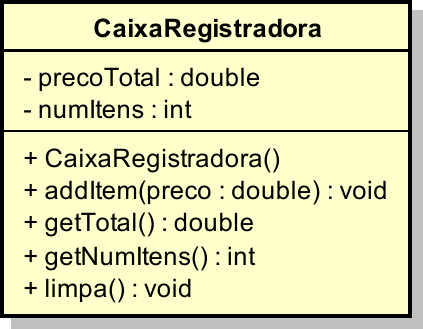 CaixaRegistradora
- precoTotal : double
- numItens : int
+ CaixaRegistradora()
+ addItem(preco : double) : void
+ getTotal() : double
+ getNumItens() : int
+ limpa() : void